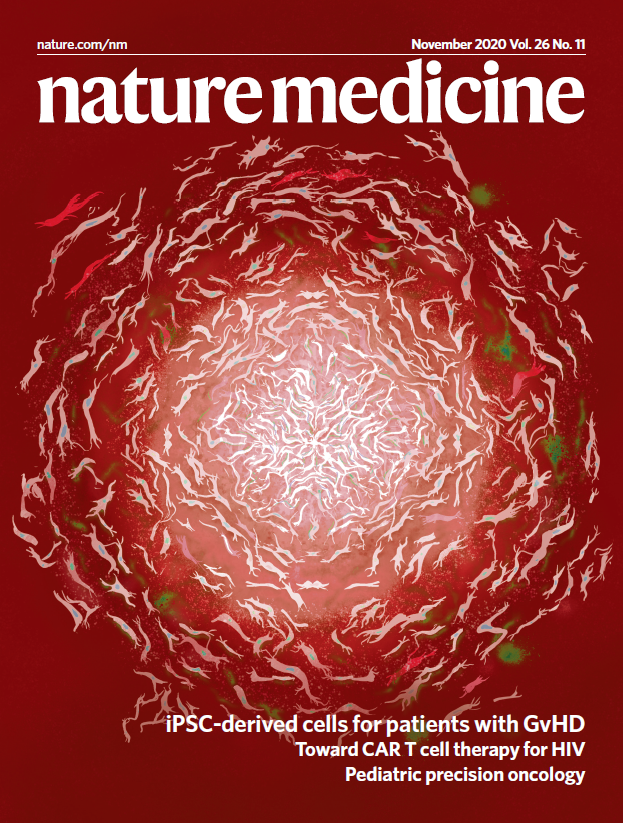 nature.com/nm
November 2020 Vol. 26 No. 11
nature medicine
iPSC-derived cells for patients with GvHD
Toward CAR T cell therapy for HIV
Pediatric precision oncology